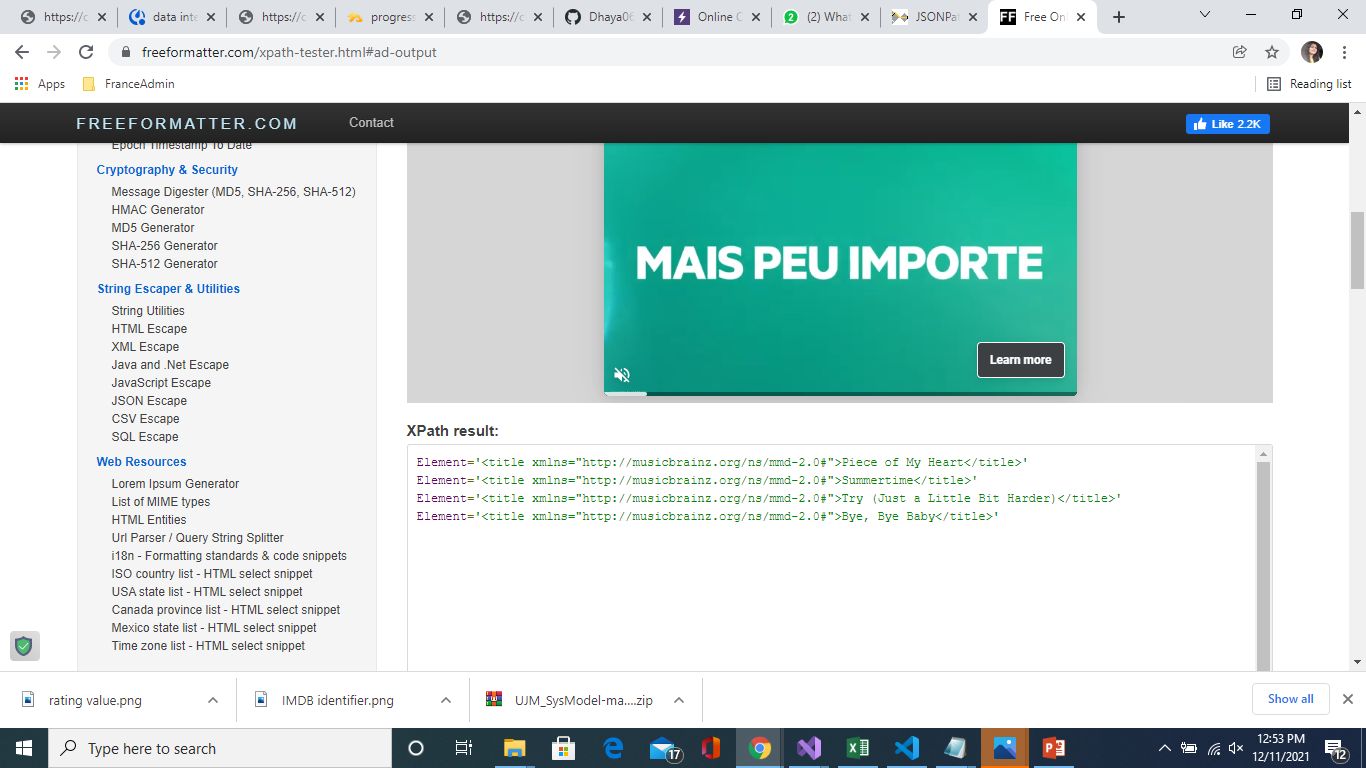 https://c
data inte
https://c
progress
https://c
Dhaya06
Online C
(2) What
JSONPat
Free Onl
freeformatter.com/xpath-tester.html#ad-output
Apps
FranceAdmin
Reading list
FREEFORMATTER.COM
Contact
Like 2.2K
Epoch Timestamp To Date
Cryptography & Security
Message Digester (MD5, SHA-256, SHA-512)
HMAC Generator
MD5 Generator
SHA-256 Generator
SHA-512 Generator
String Escaper & Utilities
String Utilities
HTML Escape
XML Escape
Java and .Net Escape
JavaScript Escape
JSON Escape
CSV Escape
SQL Escape
Web Resources
Lorem Ipsum Generator
List of MIME types
HTML Entities
Url Parser / Query String Splitter
i18n - Formatting standards & code snippets
ISO country list - HTML select snippet
USA state list - HTML select snippet
Canada province list - HTML select snippet
Mexico state list - HTML select snippet
Time zone list - HTML select snippet
MAIS PEU IMPORTE
Learn more
XPath result:
Element='<title xmlns="http://musicbrainz.org/ns/mmd-2.0#">Piece of My Heart</title>'
Element='<title xmlns="http://musicbrainz.org/ns/mmd-2.0#">Summertime</title>'
Element='<title xmlns="http://musicbrainz.org/ns/mmd-2.0#">Try (Just a Little Bit Harder)</title>'
Element='<title xmlns="http://musicbrainz.org/ns/mmd-2.0#">Bye, Bye Baby</title>'
rating value.png
IMDB identifier.png
UJM_SysModel-ma....zip
Show all
Type here to search
17
12:53 PM
12/11/2021
12